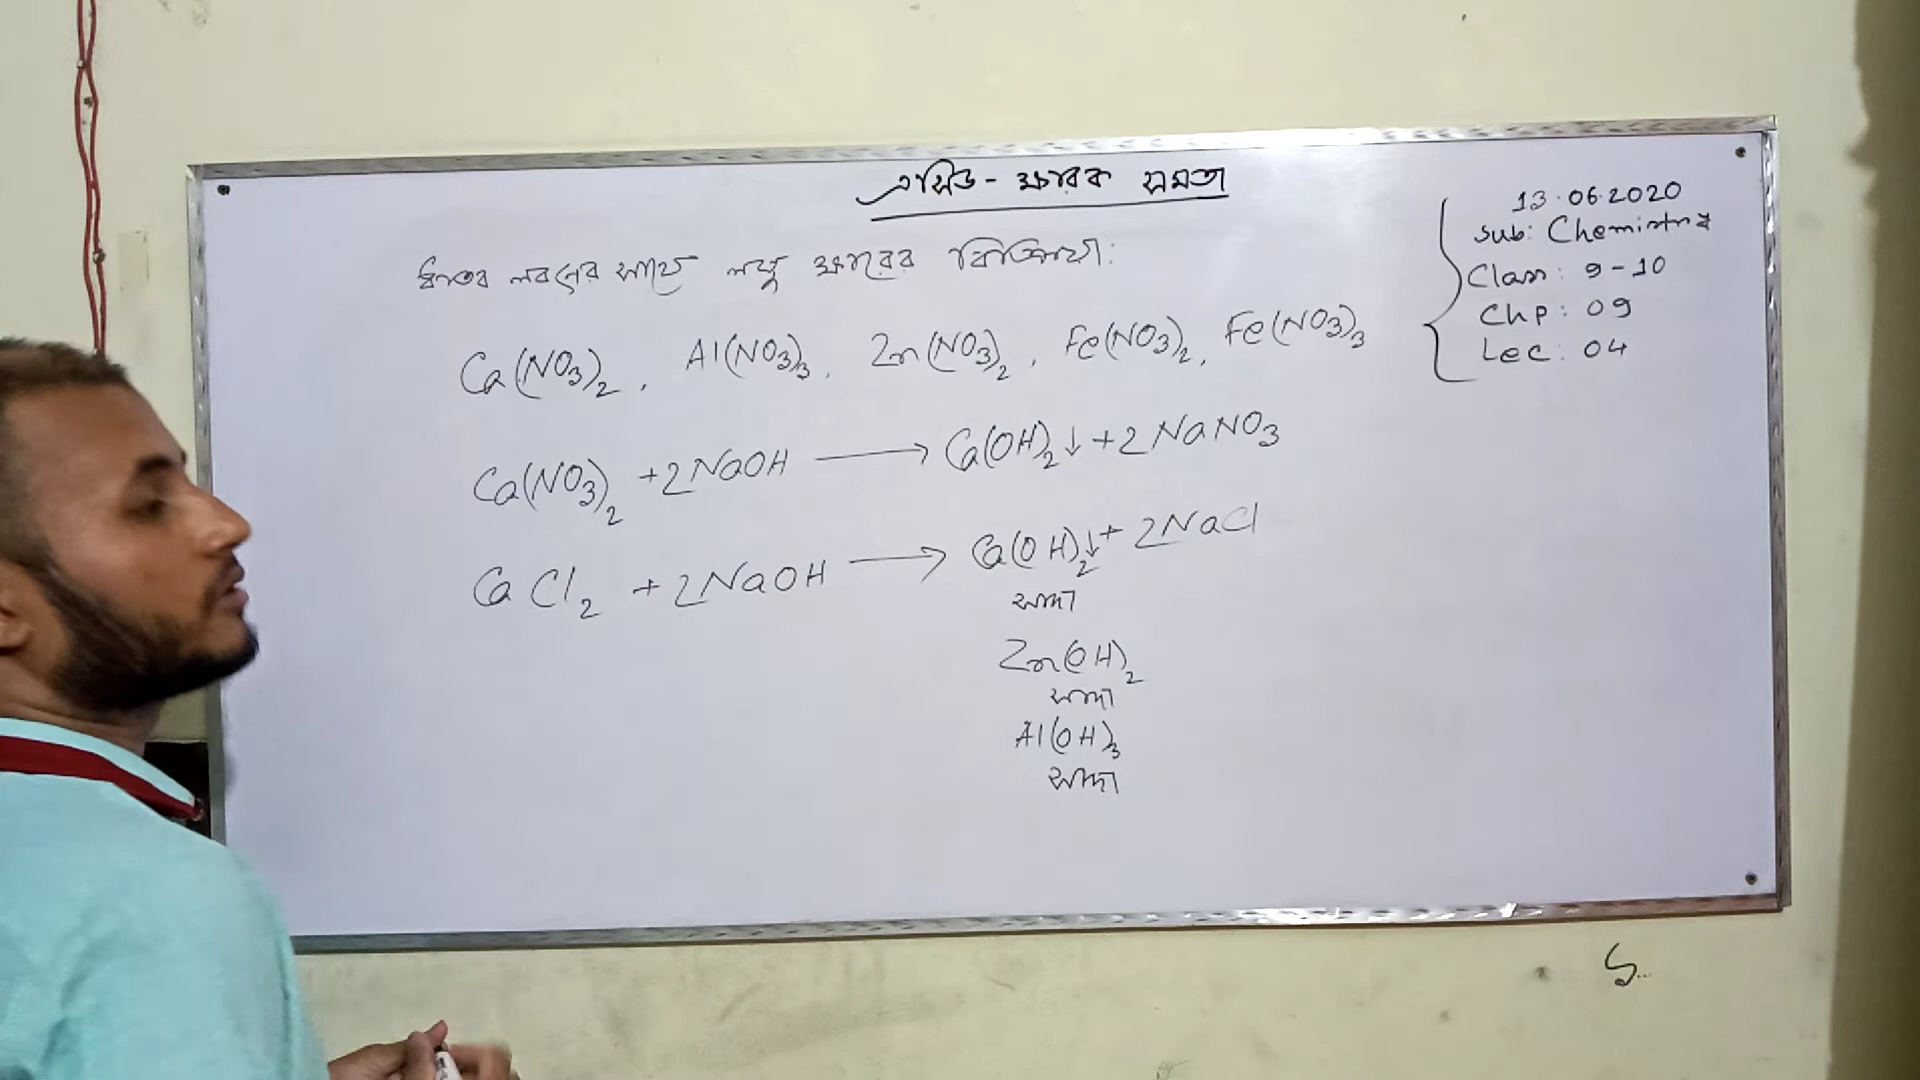 এসিড - ক্ষারক সমতা
13.06.2020
Sub: Chemistry
Class: 9-10
Chp: 09
Lec: 04
ধাতব লবনের সাথে লঘু ক্ষারের বিক্রিয়া:
Ca(NO3)2, Al(NO3)3, Zn(NO3)2, Fe(NO3)2, Fe(NO3)3
Ca(NO3)2 +2NaOH ⟶ Ca(OH)2↓ +2NaNO3
CaCl2 +2NaOH ⟶ Ca(OH)2↓ + 2NaCl
সাদা
Zn(OH)2
সাদা
Al(OH)3
সাদা
S...